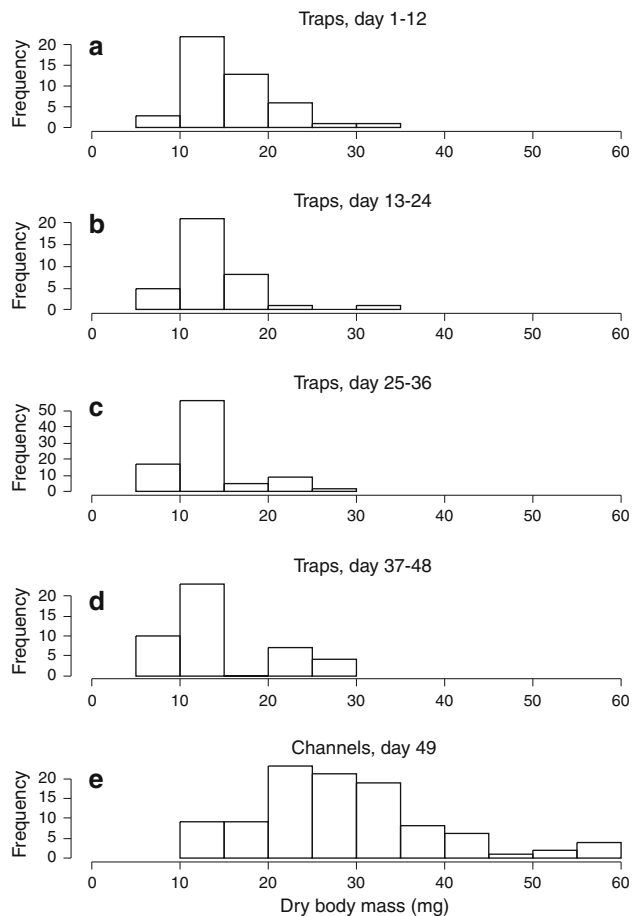 Traps, day 1-12
a
Frequency
20
15
10
5
0
0 10 20 30 40 50 60
Traps, day 13-24
b
Frequency
20
15
10
5
0
0 10 20 30 40 50 60
Traps, day 25-36
c
Frequency
50
40
30
20
10
0
0 10 20 30 40 50 60
Traps, day 37-48
d
Frequency
20
15
10
5
0
0 10 20 30 40 50 60
Channels, day 49
e
Frequency
20
15
10
5
0
0 10 20 30 40 50 60
Dry body mass (mg)